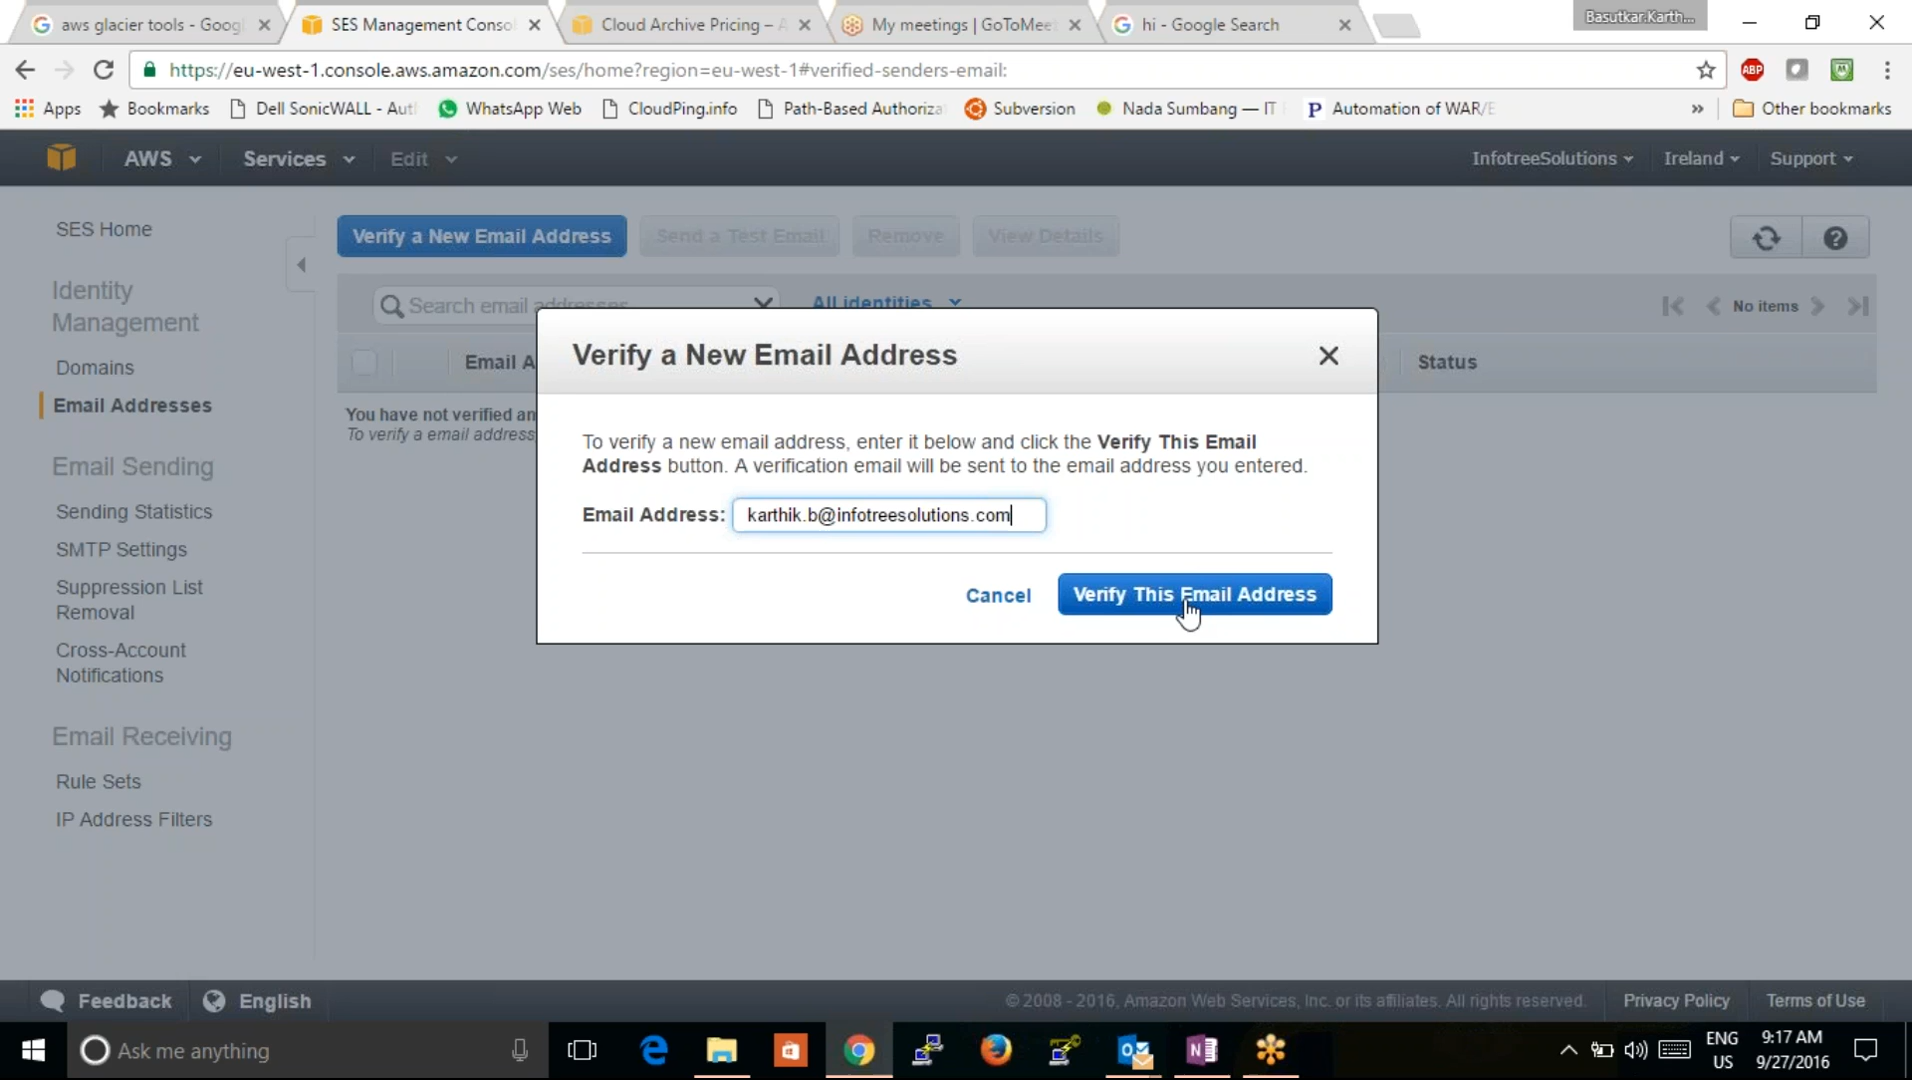 aws glacier tools - Goog
SES Management Conso
Cloud Archive Pricing – A
My meetings | GoToMeet
hi - Google Search
Basutkar.Karth...
https://eu-west-1.console.aws.amazon.com/ses/home?region=eu-west-1#verified-senders-email:
ABP
Apps
Bookmarks
Dell SonicWALL - Aut
WhatsApp Web
CloudPing.info
Path-Based Authoriza
Subversion
Nada Sumbang — IT
Automation of WAR/E
»
Other bookmarks
AWS
Services
Edit
InfotreeSolutions
Ireland
Support
SES Home
Verify a New Email Address
Send a Test Email
Remove
View Details
Identity
Management
Search email addresses
All identities
No items
Domains
Email A
Status
Email Addresses
You have not verified an
To verify a email address
Verify a New Email Address
To verify a new email address, enter it below and click the Verify This Email
Address button. A verification email will be sent to the email address you entered.
Email Address: karthik.b@infotreesolutions.com
Cancel
Verify This Email Address
Email Sending
Sending Statistics
SMTP Settings
Suppression List
Removal
Cross-Account
Notifications
Email Receiving
Rule Sets
IP Address Filters
Feedback
English
© 2008 - 2016, Amazon Web Services, Inc. or its affiliates. All rights reserved.
Privacy Policy
Terms of Use
Ask me anything
ENG
US
9:17 AM
9/27/2016